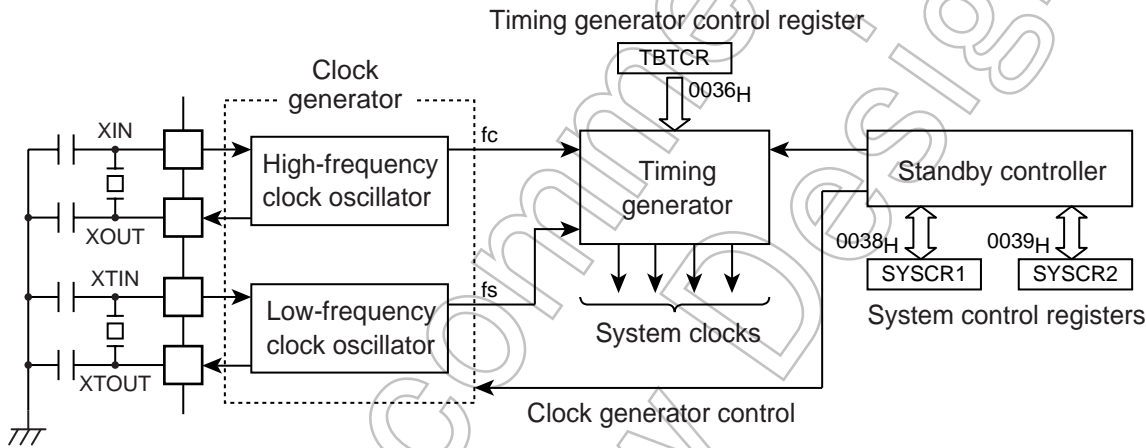 Timing generator control register
TBTCR
0036H
Clock
generator
XIN
High-frequency
clock oscillator
fc
Timing
generator
Standby controller
XOUT
0038H
0039H
SYSCR1
SYSCR2
XTIN
Low-frequency
clock oscillator
fs
System clocks
System control registers
XTOUT
Clock generator control